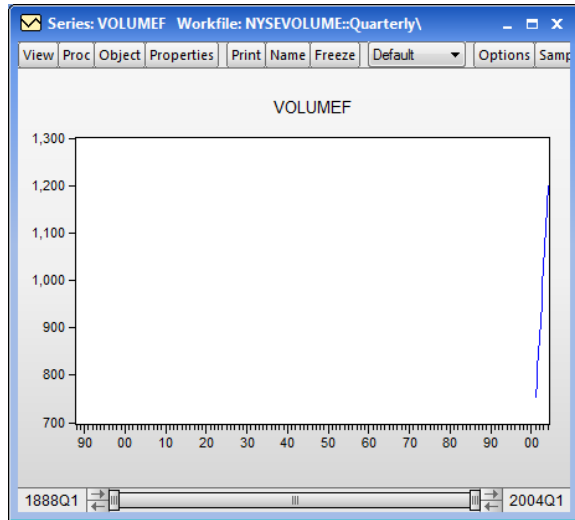 Series: VOLUMEF Workfile: NYSEVOLUME::Quarterly\
View Proc Object Properties Print Name Freeze Default Options Samp
VOLUMEF
1,300
1,200
1,100
1,000
900
800
700
90 00 10 20 30 40 50 60 70 80 90 00
1888Q1 2004Q1